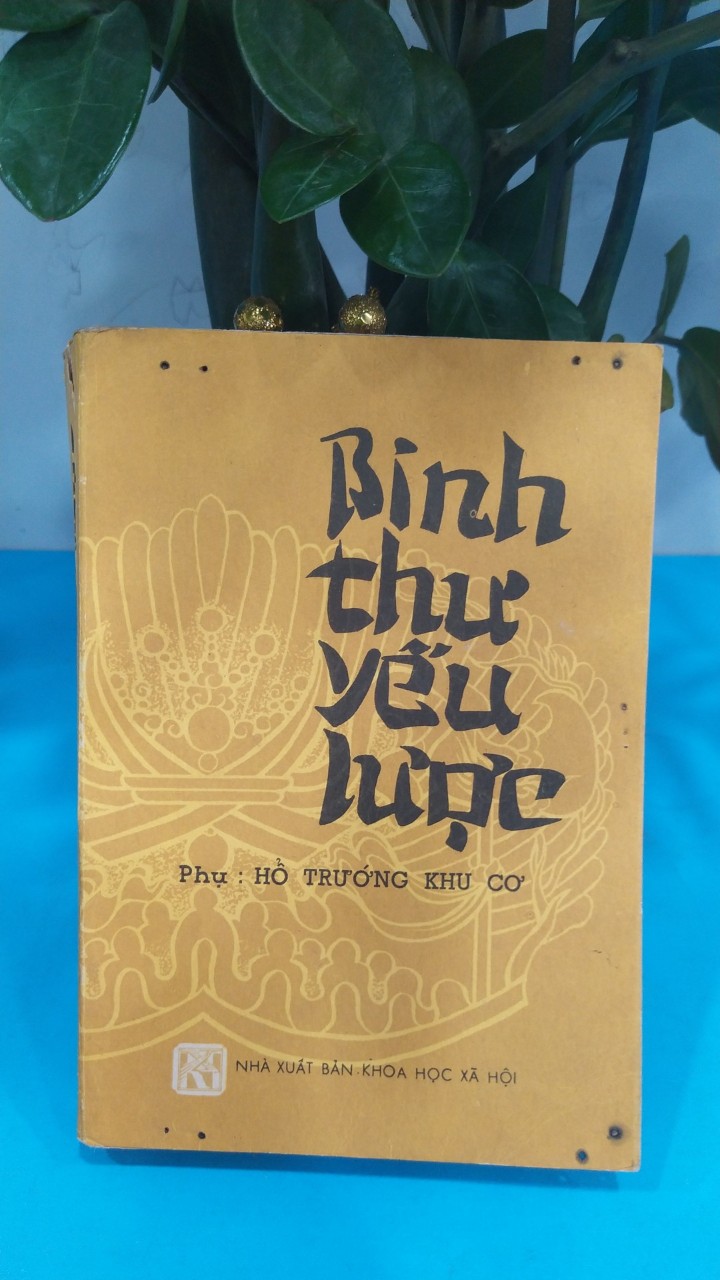 Binh
thư
yếu
lược
Phụ : HỔ TRƯỚNG KHU CƠ
NHÀ XUẤT BẢN KHOA HỌC XÃ HỘI